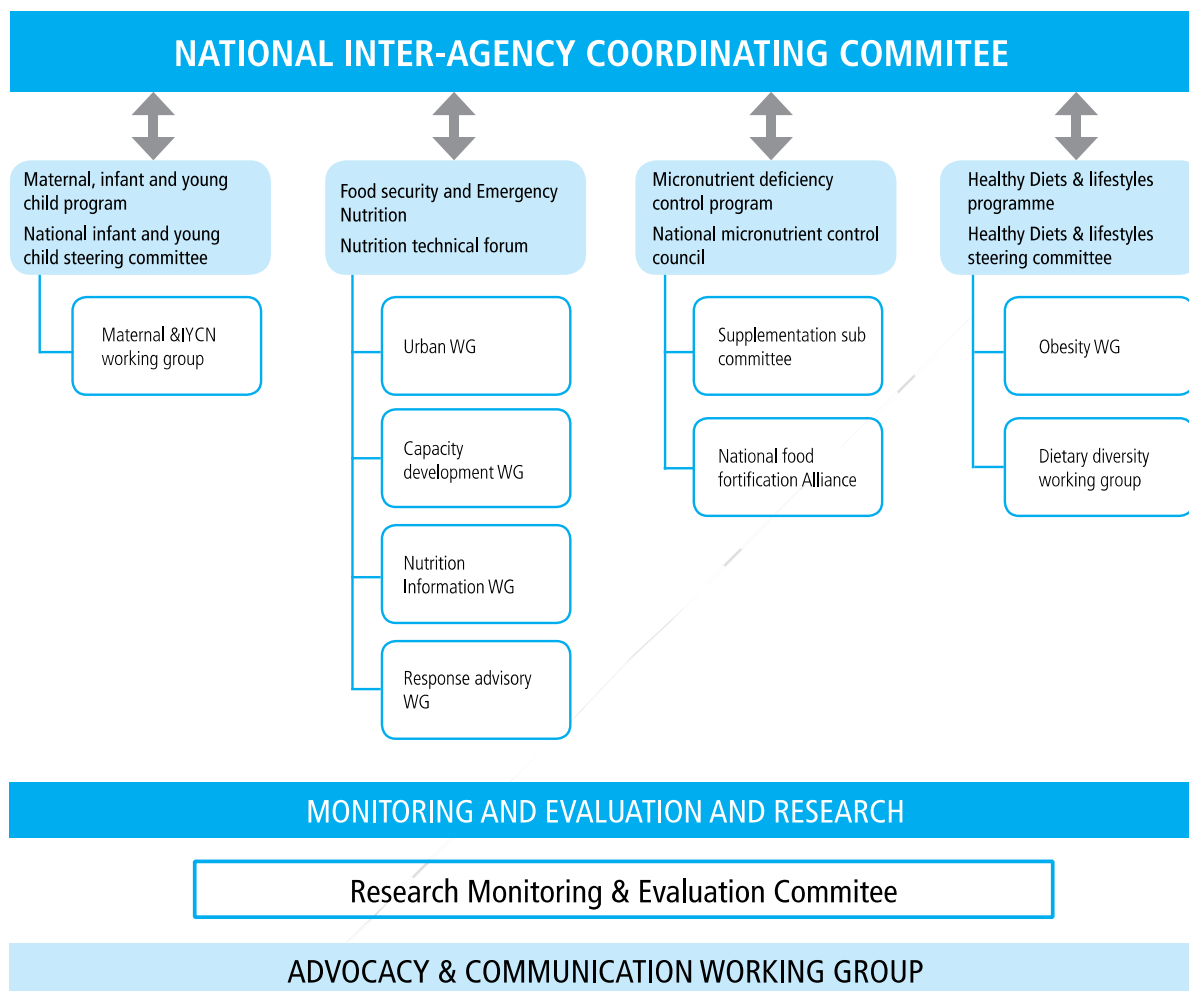 NATIONAL INTER-AGENCY COORDINATING COMMITEE
Maternal, infant and young
child program
National infant and young
child steering committee
Maternal &IYCN
working group
Food security and Emergency
Nutrition
Nutrition technical forum
Urban WG
Capacity
development WG
Nutrition
Information WG
Response advisory
WG
Micronutrient deficiency
control program
National micronutrient control
council
Supplementation sub
committee
National food
fortification Alliance
Healthy Diets & lifestyles
programme
Healthy Diets & lifestyles
steering committee
Obesity WG
Dietary diversity
working group
MONITORING AND EVALUATION AND RESEARCH
Research Monitoring & Evaluation Commitee
ADVOCACY & COMMUNICATION WORKING GROUP